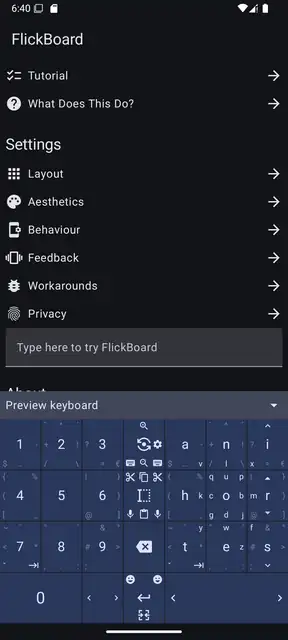 6:40
FlickBoard
Tutorial
What Does This Do?
Settings
Layout
Aesthetics
Behaviour
Feedback
Workarounds
Privacy
Type here to try FlickBoard
Preview keyboard
1 2 3 a n i
$ v l x
4 5 6 h k q u p c o b m r
@ g d j
7 8 # 9 t y w e z f & s
0